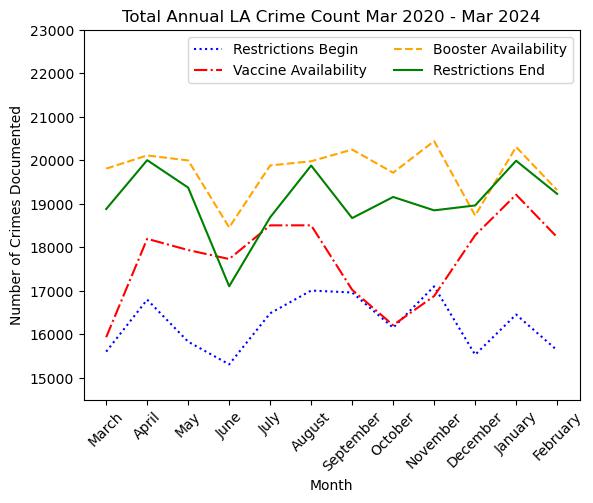 Total Annual LA Crime Count Mar 2020 - Mar 2024
Restrictions Begin
Vaccine Availability
Booster Availability
Restrictions End
Number of Crimes Documented
23000
22000
21000
20000
19000
18000
17000
16000
15000
March
April
May
June
July
August
September
October
November
December
January
February
Month